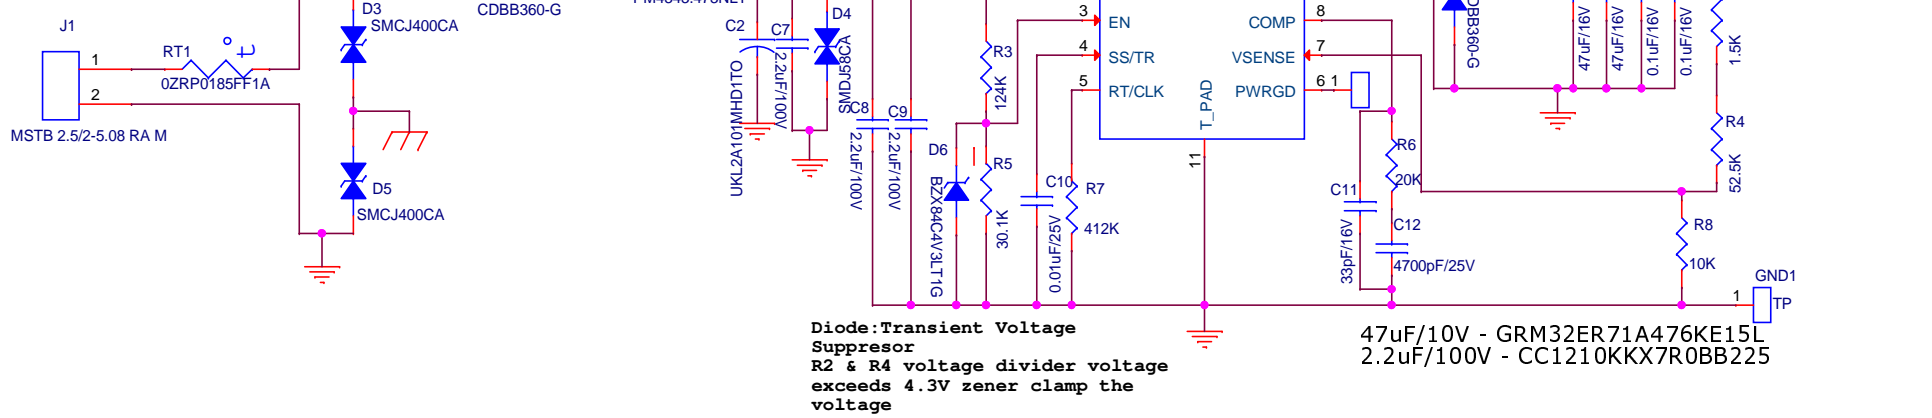 D3
SMCJ400CA
CDBB360-G
J1
1
2
RT1
t
0ZRP0185FF1A
MSTB 2.5/2-5.08 RA M
D5
SMCJ400CA
C2
UKL2A101MHD1TO
C7
2.2uF/100V
D4
SMDJ58CA
C8
2.2uF/100V
C9
2.2uF/100V
R3
124K
D6
BZX84C4V3LT1G
R5
30.1K
C10
0.01uF/25V
R7
412K
3
EN
4
SS/TR
5
RT/CLK
T_PAD
11
COMP
8
VSENSE
7
PWRGD
6 1
R6
20K
C11
33pF/16V
C12
4700pF/25V
DBB360-G
47uF/16V
47uF/16V
0.1uF/16V
0.1uF/16V
1.5K
R4
52.5K
R8
10K
GND1
1
TP
Diode:Transient Voltage
Suppresor
R2 & R4 voltage divider voltage
exceeds 4.3V zener clamp the
voltage
47uF/10V - GRM32ER71A476KE15L
2.2uF/100V - CC1210KKX7R0BB225